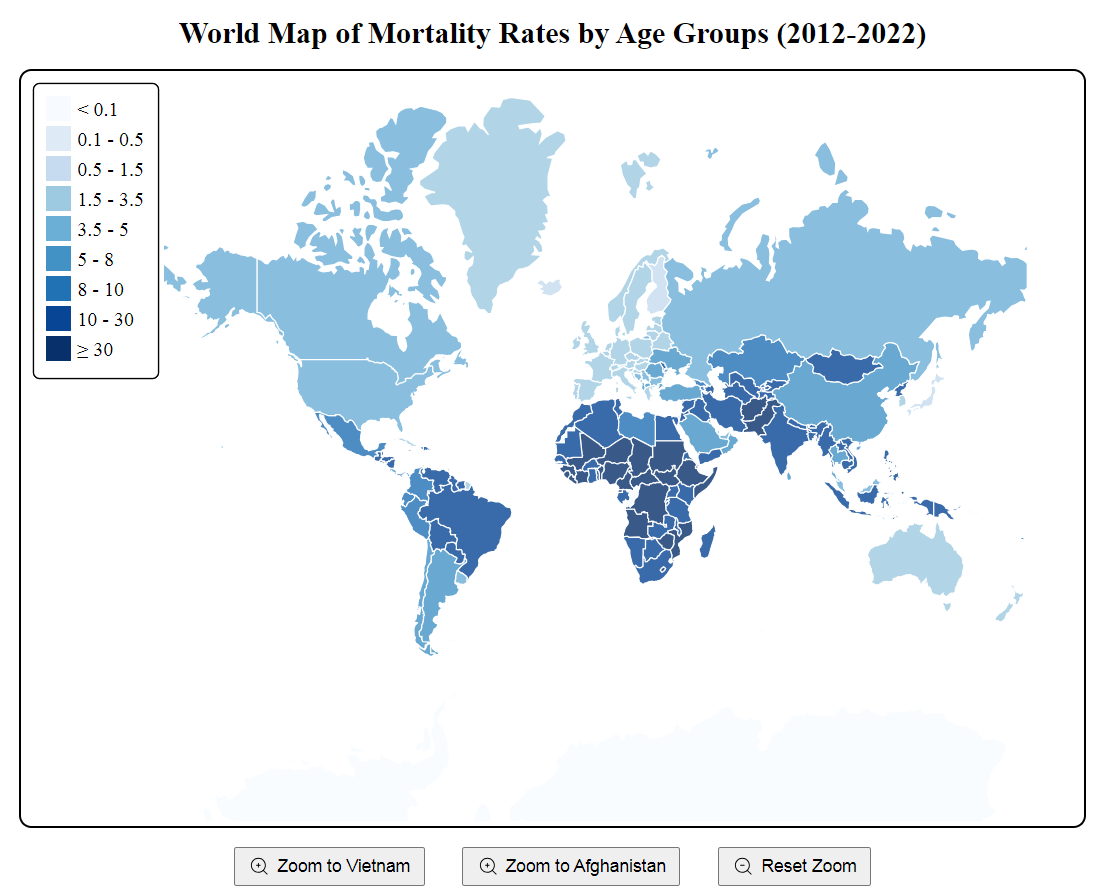 World Map of Mortality Rates by Age Groups (2012-2022)
< 0.1
0.1 - 0.5
0.5 - 1.5
1.5 - 3.5
3.5 - 5
5 - 8
8 - 10
10 - 30
≥ 30
Zoom to Vietnam
Zoom to Afghanistan
Reset Zoom